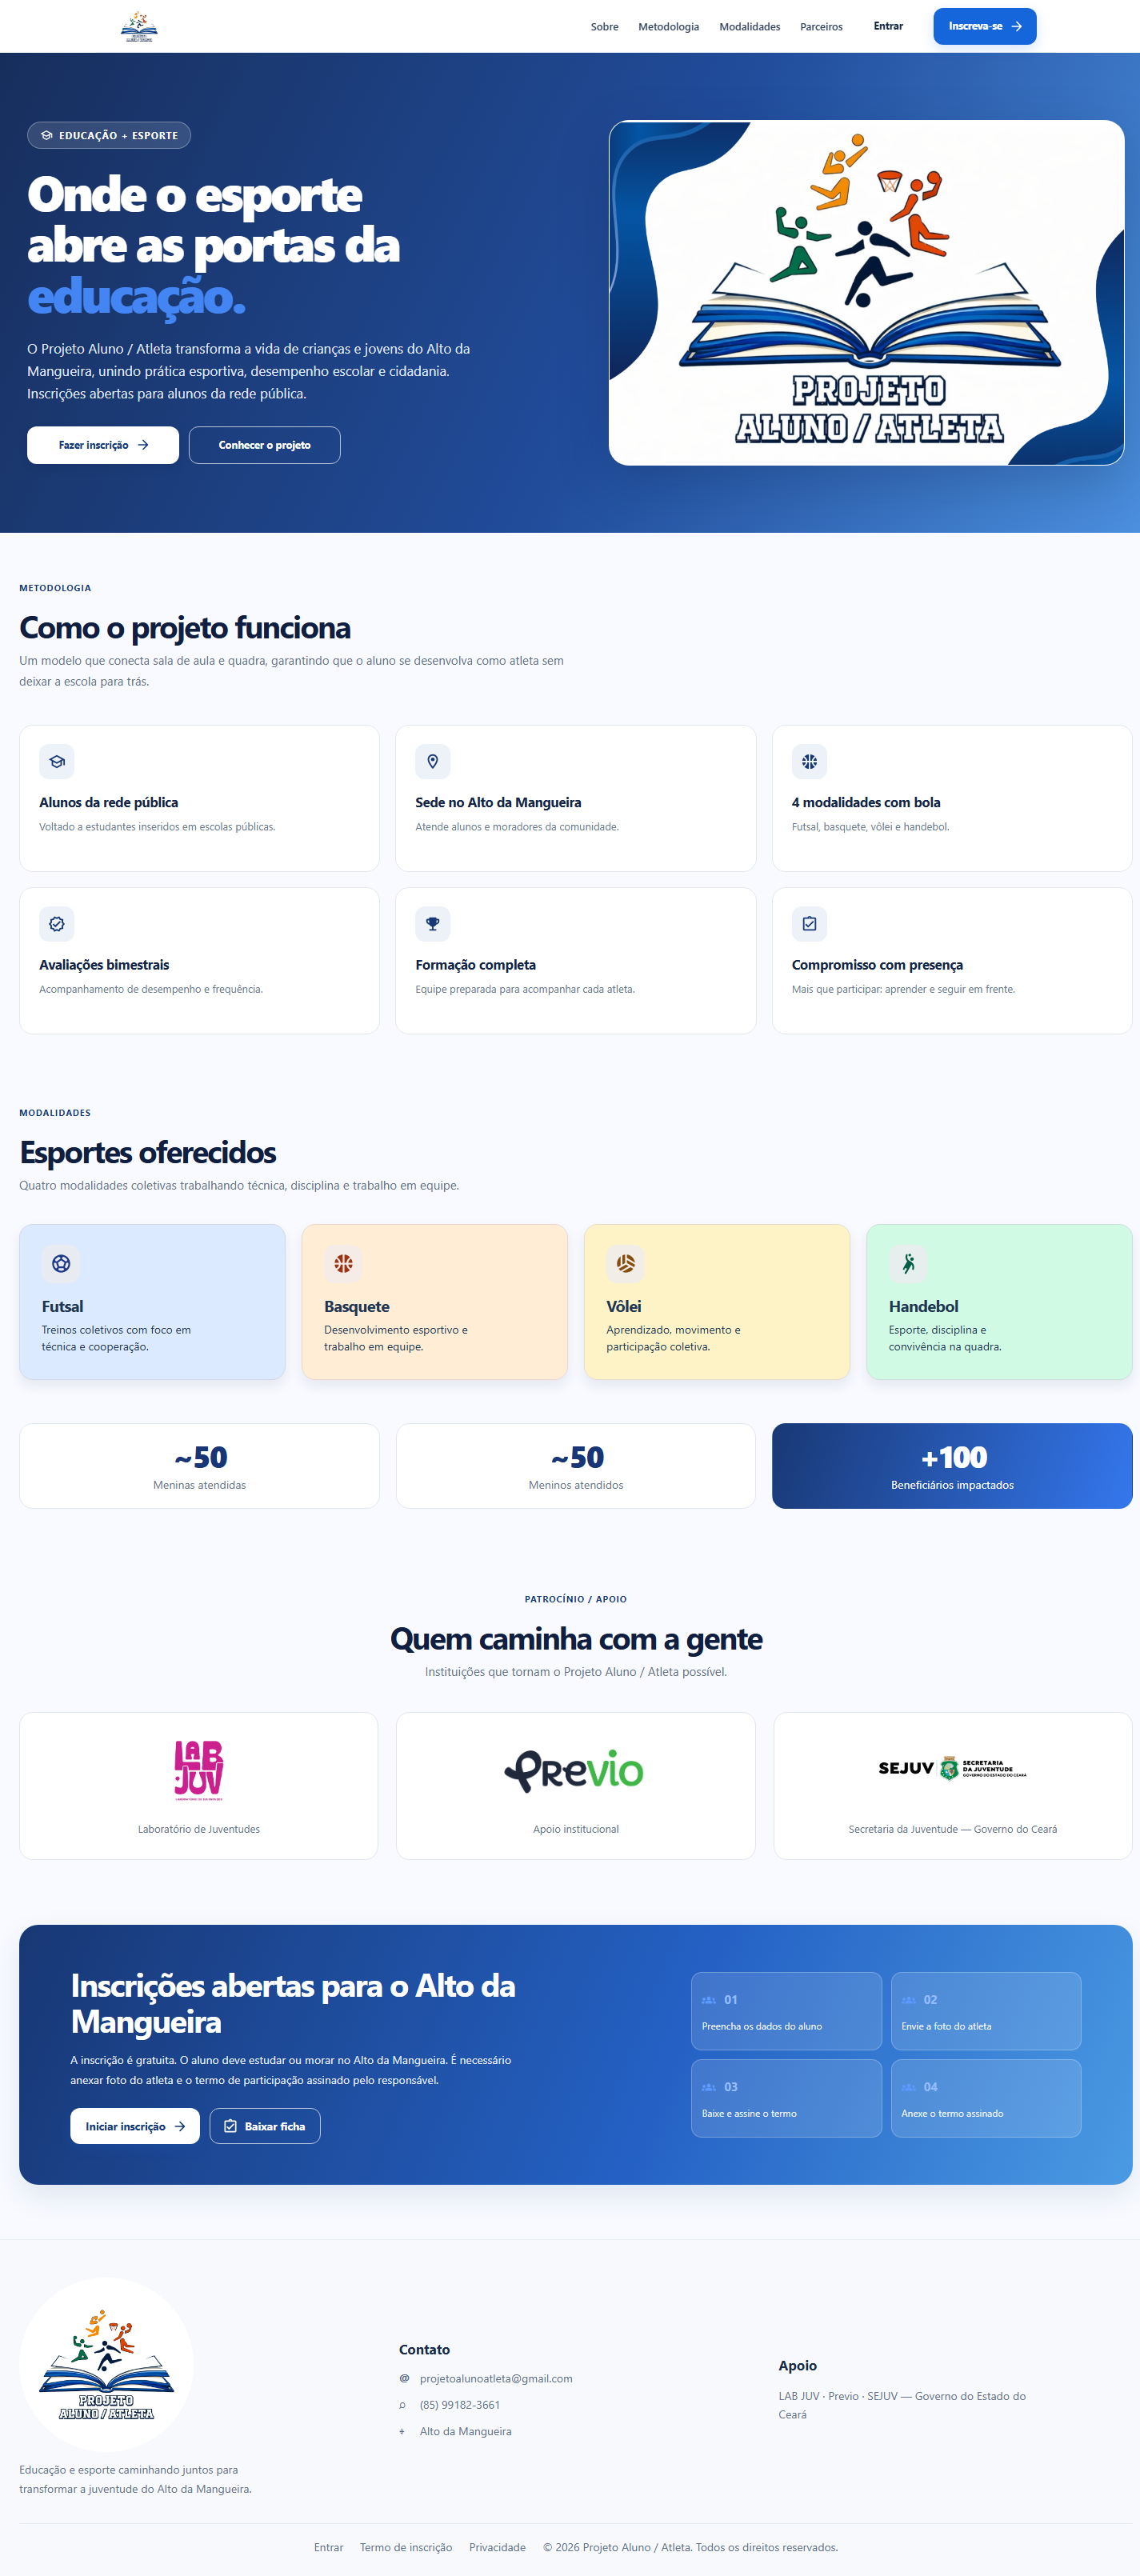 Sobre
Metodologia
Modalidades
Parceiros
Entrar
Inscreva-se
EDUCAÇÃO + ESPORTE
Onde o esporte
abre as portas da
educação.
O Projeto Aluno / Atleta transforma a vida de crianças e jovens do Alto da
Mangueira, unindo prática esportiva, desempenho escolar e cidadania.
Inscrições abertas para alunos da rede pública.
Fazer inscrição
Conhecer o projeto
PROJETO
ALUNO / ATLETA
METODOLOGIA
Como o projeto funciona
Um modelo que conecta sala de aula e quadra, garantindo que o aluno se desenvolva como atleta sem
deixar a escola para trás.
Alunos da rede pública
Voltado a estudantes inseridos em escolas públicas.
Sede no Alto da Mangueira
Atende alunos e moradores da comunidade.
4 modalidades com bola
Futsal, basquete, vôlei e handebol.
Avaliações bimestrais
Acompanhamento de desempenho e frequência.
Formação completa
Equipe preparada para acompanhar cada atleta.
Compromisso com presença
Mais que participar: aprender e seguir em frente.
MODALIDADES
Esportes oferecidos
Quatro modalidades coletivas trabalhando técnica, disciplina e trabalho em equipe.
Futsal
Treinos coletivos com foco em
técnica e cooperação.
Basquete
Desenvolvimento esportivo e
trabalho em equipe.
Vôlei
Aprendizado, movimento e
participação coletiva.
Handebol
Esporte, disciplina e
convivência na quadra.
~50
Meninas atendidas
~50
Meninos atendidos
+100
Beneficiários impactados
PATROCÍNIO / APOIO
Quem caminha com a gente
Instituições que tornam o Projeto Aluno / Atleta possível.
LAB
JUV
Laboratório de Juventudes
Previo
Apoio institucional
SEJUV
SECRETARIA
DA JUVENTUDE
GOVERNO DO ESTADO DO CEARÁ
Secretaria da Juventude — Governo do Ceará
Inscrições abertas para o Alto da
Mangueira
A inscrição é gratuita. O aluno deve estudar ou morar no Alto da Mangueira. É necessário
anexar foto do atleta e o termo de participação assinado pelo responsável.
Iniciar inscrição
Baixar ficha
01
Preencha os dados do aluno
02
Envie a foto do atleta
03
Baixe e assine o termo
04
Anexe o termo assinado
PROJETO
ALUNO / ATLETA
Educação e esporte caminhando juntos para
transformar a juventude do Alto da Mangueira.
Contato
@ projetoalunoatleta@gmail.com
⌕ (85) 99182-3661
+ Alto da Mangueira
Apoio
LAB JUV · Previo · SEJUV — Governo do Estado do
Ceará
Entrar
Termo de inscrição
Privacidade
© 2026 Projeto Aluno / Atleta. Todos os direitos reservados.